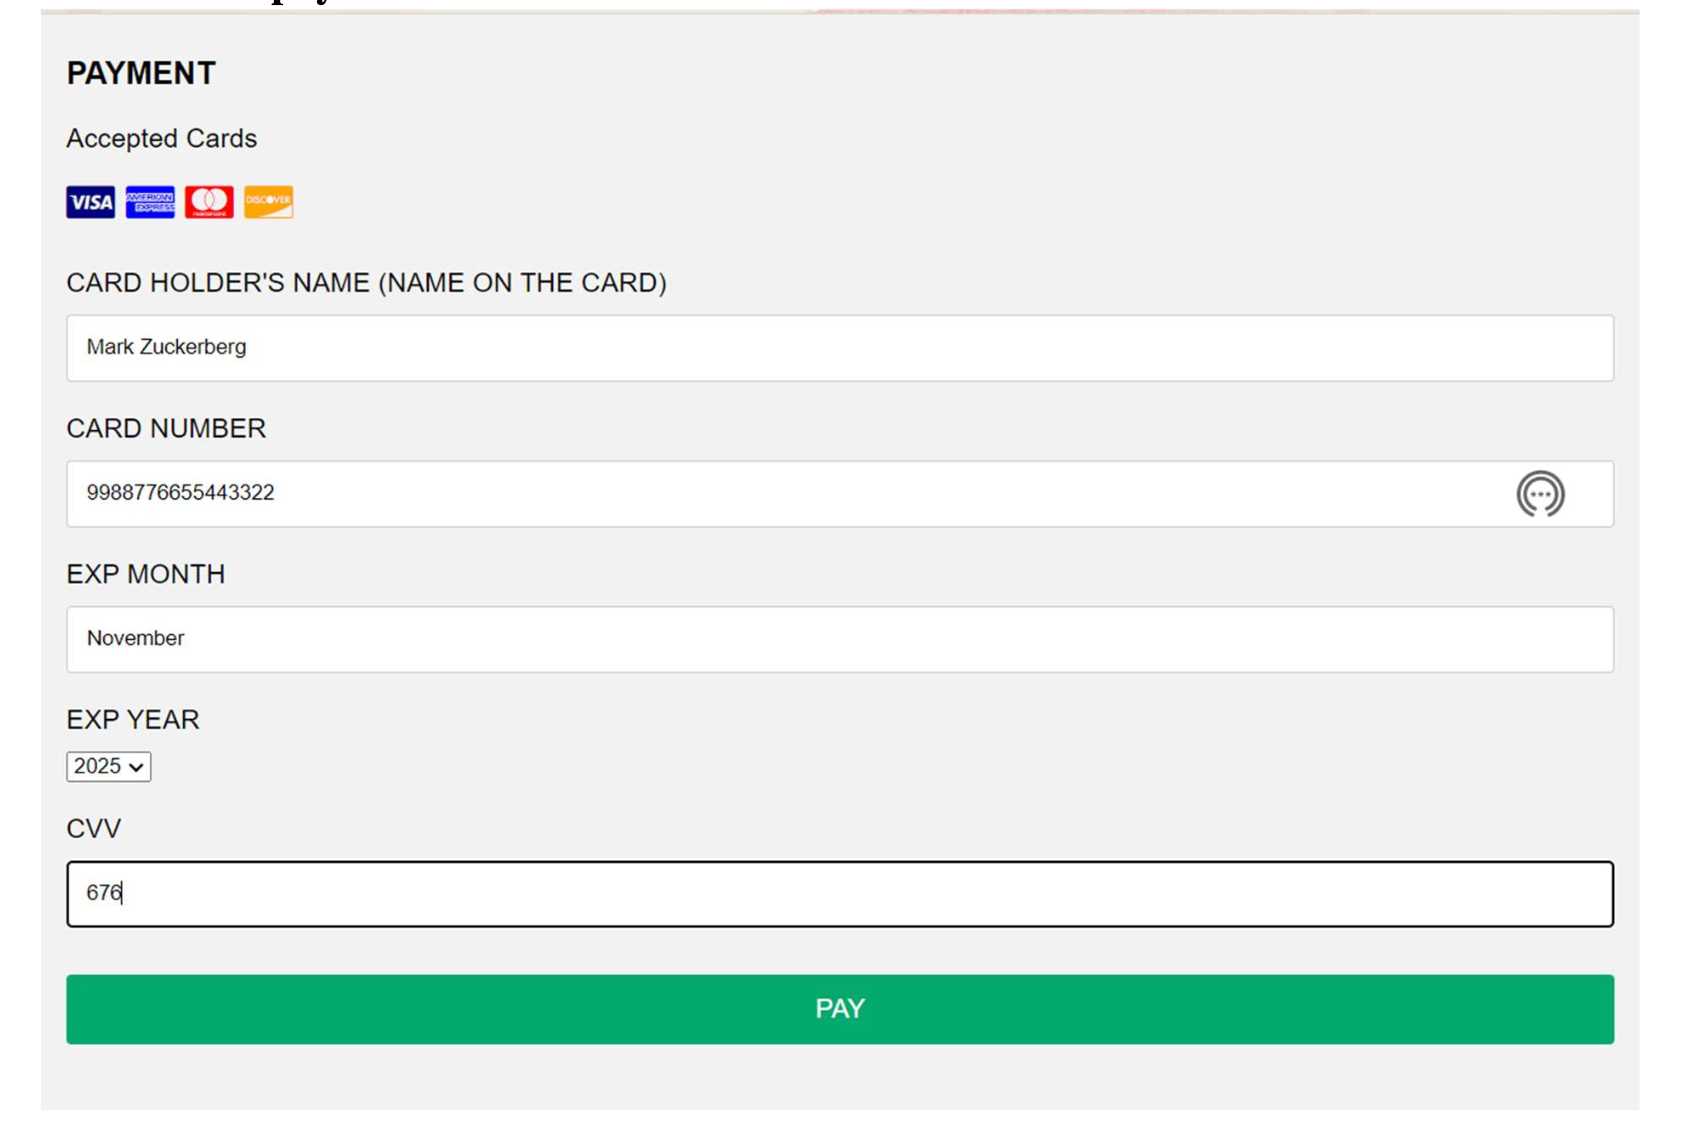 PAYMENT
Accepted Cards
VISA AMERICAN EXPRESS mastercard DISCOVER
CARD HOLDER'S NAME (NAME ON THE CARD)
Mark Zuckerberg
CARD NUMBER
9988776655443322
EXP MONTH
November
EXP YEAR
2025
CVV
676
PAY